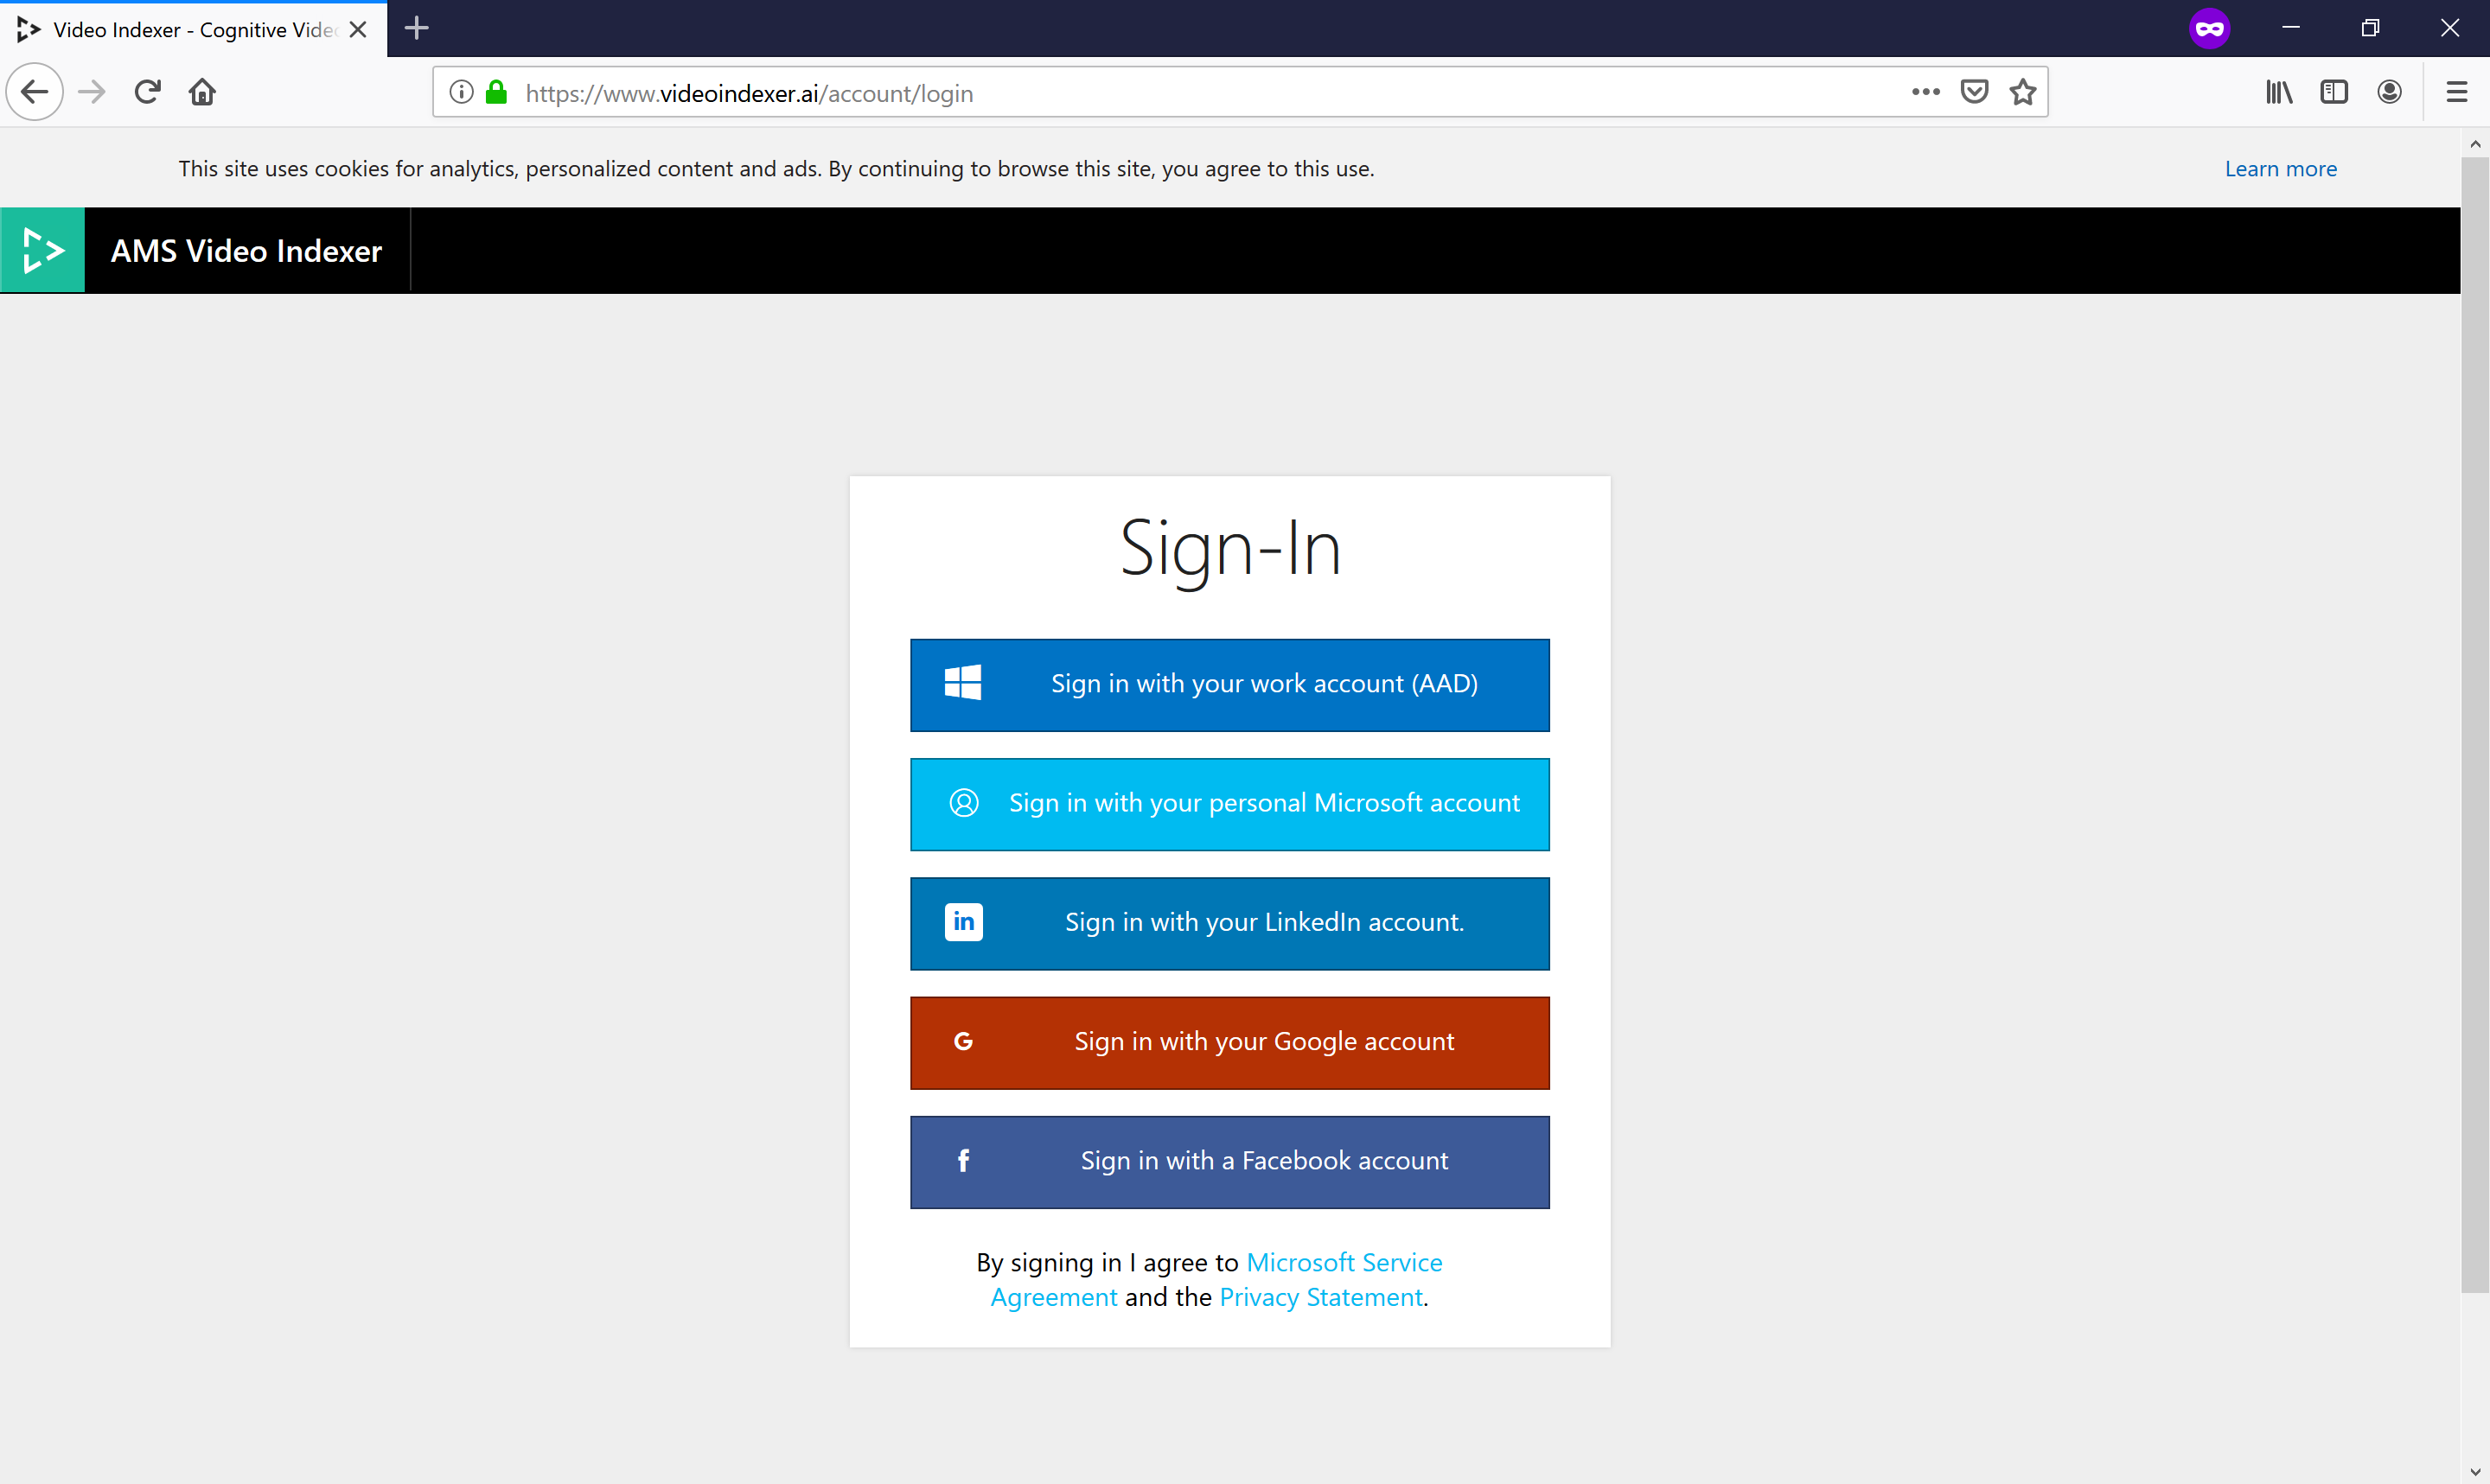 Video Indexer - Cognitive Vide
https://www.videoindexer.ai/account/login
This site uses cookies for analytics, personalized content and ads. By continuing to browse this site, you agree to this use.
Learn more
AMS Video Indexer
Sign-In
Sign in with your work account (AAD)
Sign in with your personal Microsoft account
in
Sign in with your LinkedIn account.
G
Sign in with your Google account
f
Sign in with a Facebook account
By signing in I agree to Microsoft Service
Agreement and the Privacy Statement.